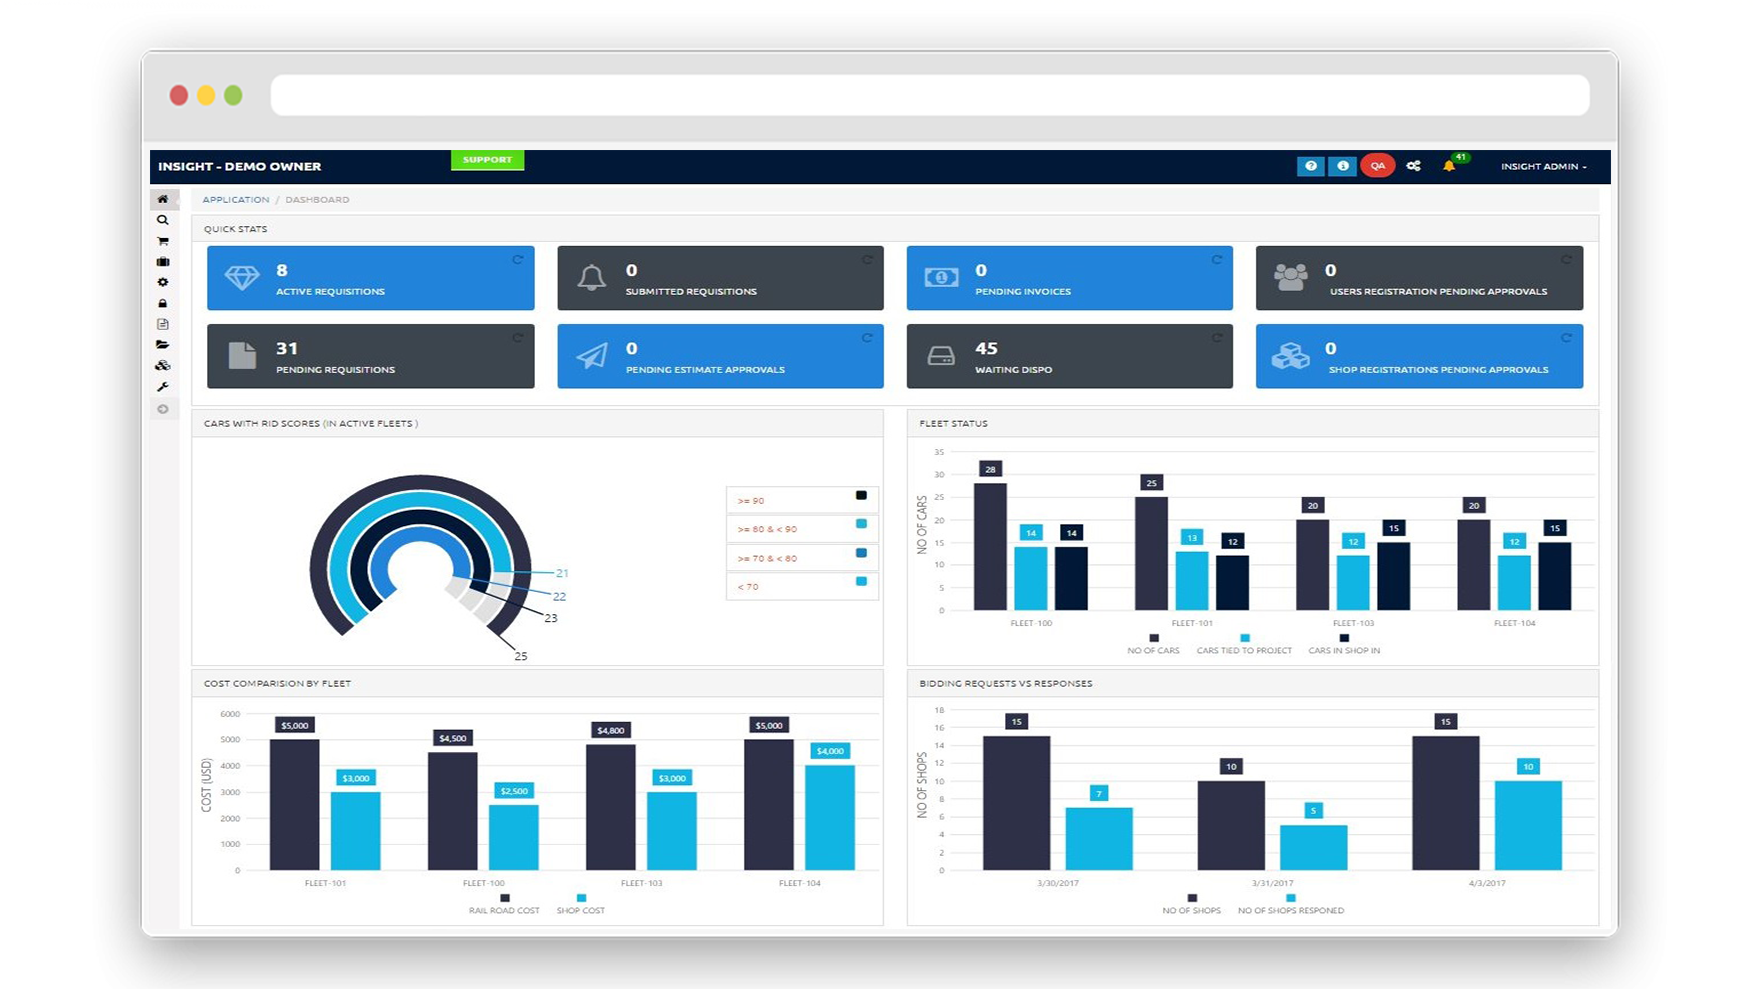 INSIGHT - DEMO OWNER
SUPPORT
QA
41
INSIGHT ADMIN
APPLICATION / DASHBOARD
QUICK STATS
8
ACTIVE REQUISITIONS
0
SUBMITTED REQUISITIONS
0
PENDING INVOICES
0
USERS REGISTRATION PENDING APPROVALS
31
PENDING REQUISITIONS
0
PENDING ESTIMATE APPROVALS
45
WAITING DISPO
0
SHOP REGISTRATIONS PENDING APPROVALS
CARS WITH RID SCORES (IN ACTIVE FLEETS )
21
22
23
25
>= 90
>= 80 & < 90
>= 70 & < 80
< 70
FLEET STATUS
NO OF CARS
35
30
25
20
15
10
5
0
28
14
14
25
13
12
20
12
15
20
12
15
FLEET-100
FLEET-101
FLEET-103
FLEET-104
NO OF CARS
CARS TIED TO PROJECT
CARS IN SHOP IN
COST COMPARISION BY FLEET
COST (USD)
6000
5000
4000
3000
2000
1000
0
$5,000
$3,000
$4,500
$2,500
$4,800
$3,000
$5,000
$4,000
FLEET-101
FLEET-100
FLEET-103
FLEET-104
RAIL ROAD COST
SHOP COST
BIDDING REQUESTS VS RESPONSES
NO OF SHOPS
18
16
14
12
10
8
6
4
2
0
15
7
10
5
15
10
3/30/2017
3/31/2017
4/3/2017
NO OF SHOPS
NO OF SHOPS RESPONED